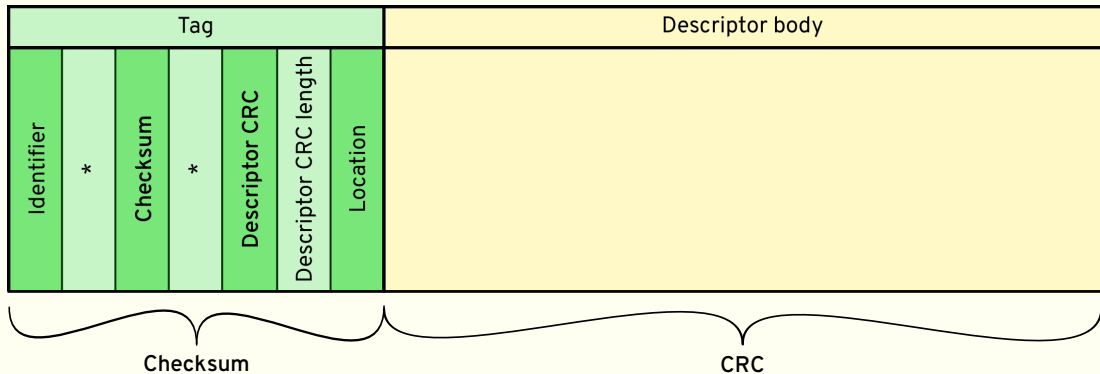 Tag
Descriptor body
Identifier
*
Checksum
*
Descriptor CRC
Descriptor CRC length
Location
Checksum
CRC